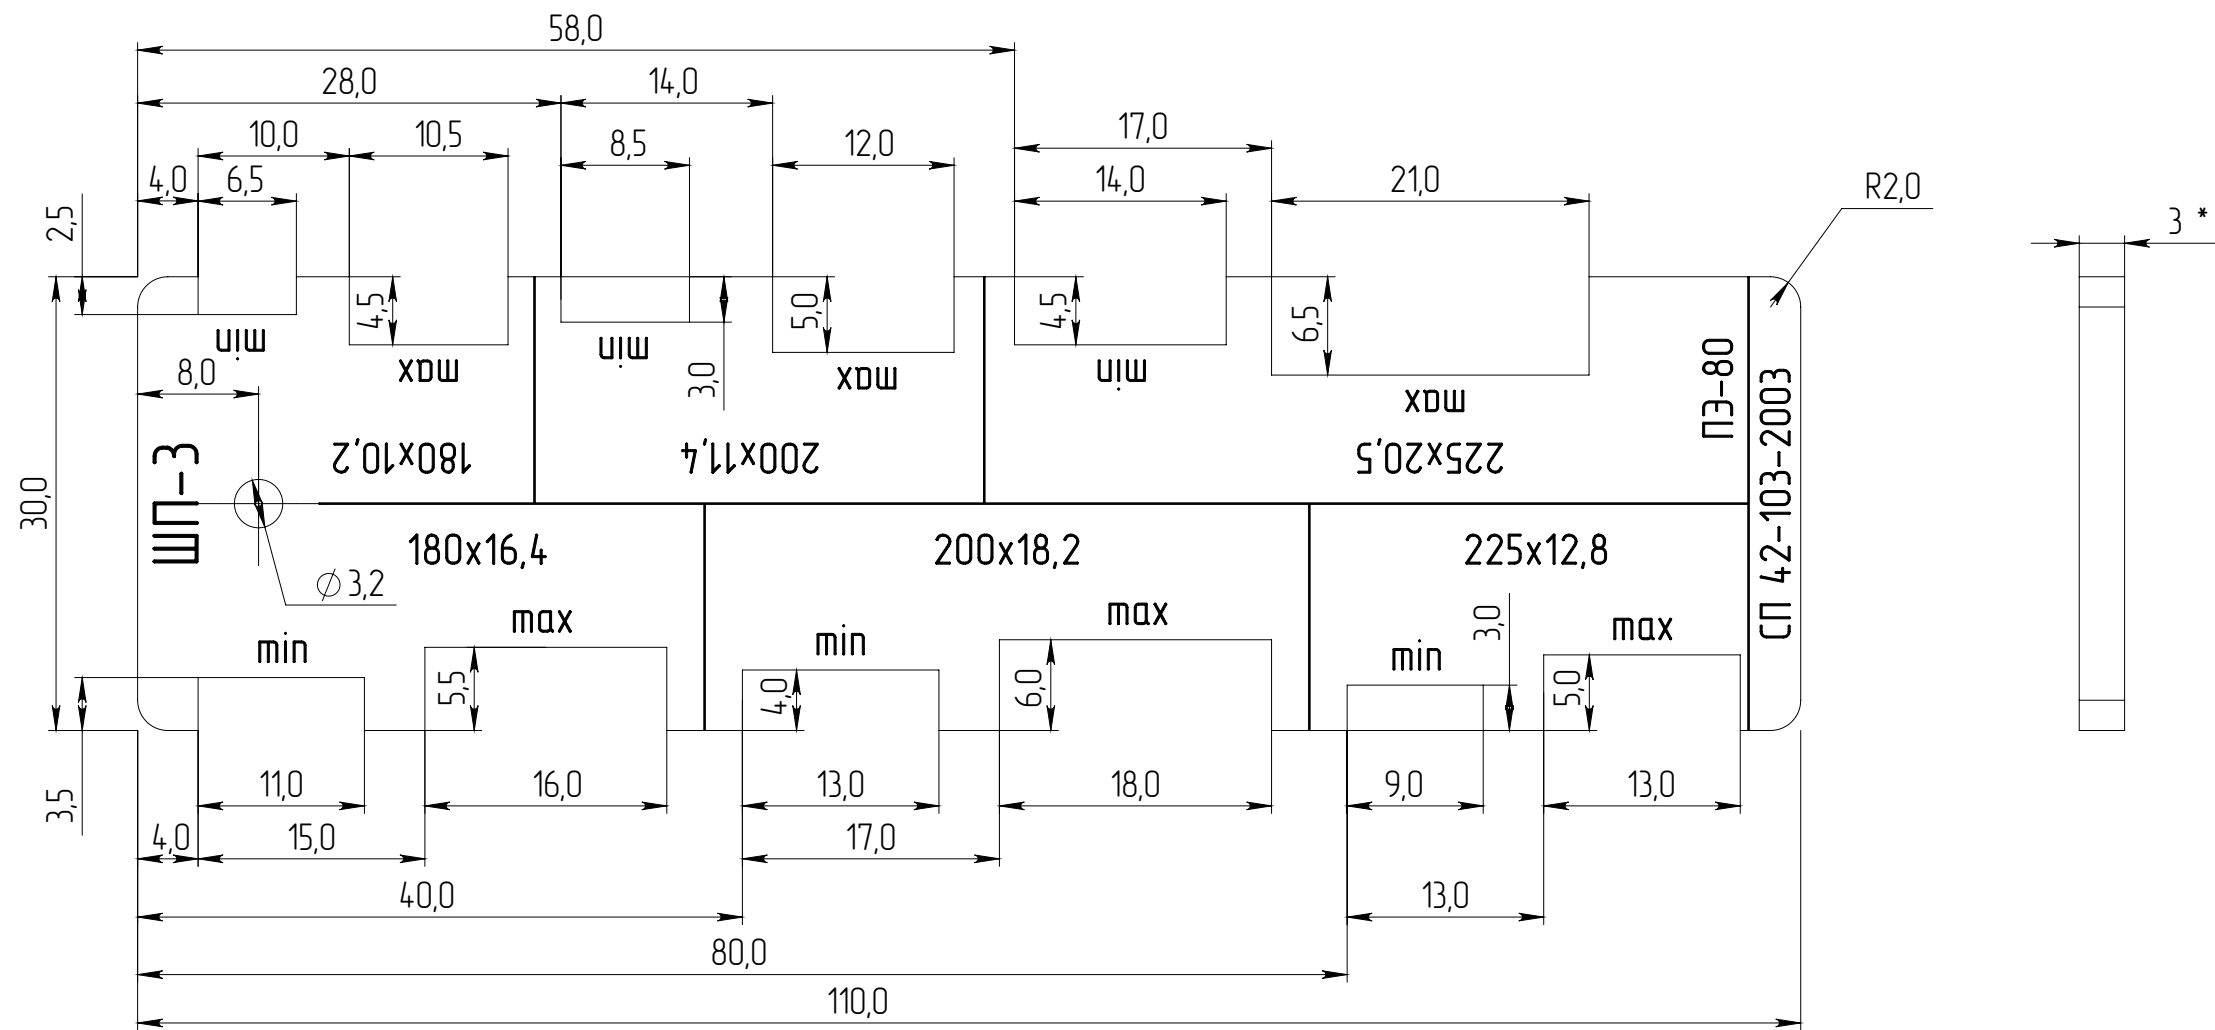 58,0
28,0
14,0
10,0
10,5
8,5
12,0
17,0
4,0
6,5
14,0
21,0
R2,0
2,5
3 *
4,5
5,0
4,5
6,5
min
min
min
3,0
max
max
max
8,0
ПЭ-80
СП 42-103-2003
ШП-3
180x10,2
200x11,4
225x20,5
30,0
180x16,4
200x18,2
225x12,8
Ø 3,2
max
max
3,0
max
min
min
min
5,5
4,0
6,0
5,0
3,5
11,0
16,0
13,0
18,0
9,0
13,0
4,0
15,0
17,0
40,0
13,0
80,0
110,0